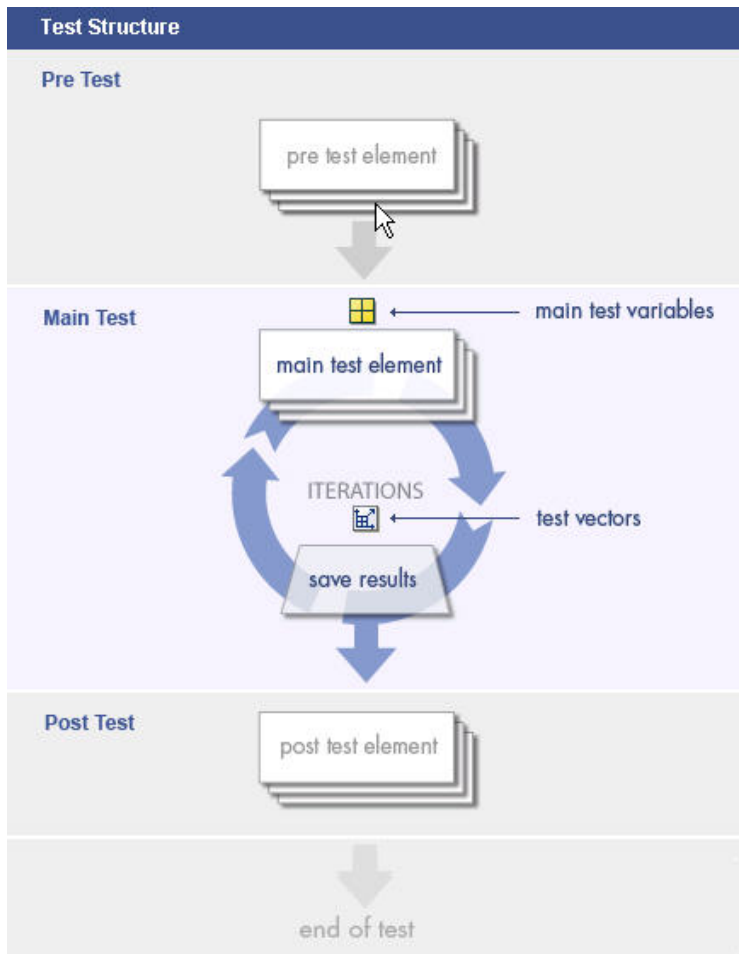 Test Structure
Pre Test
pre test element
Main Test
main test variables
main test element
ITERATIONS
test vectors
save results
Post Test
post test element
end of test